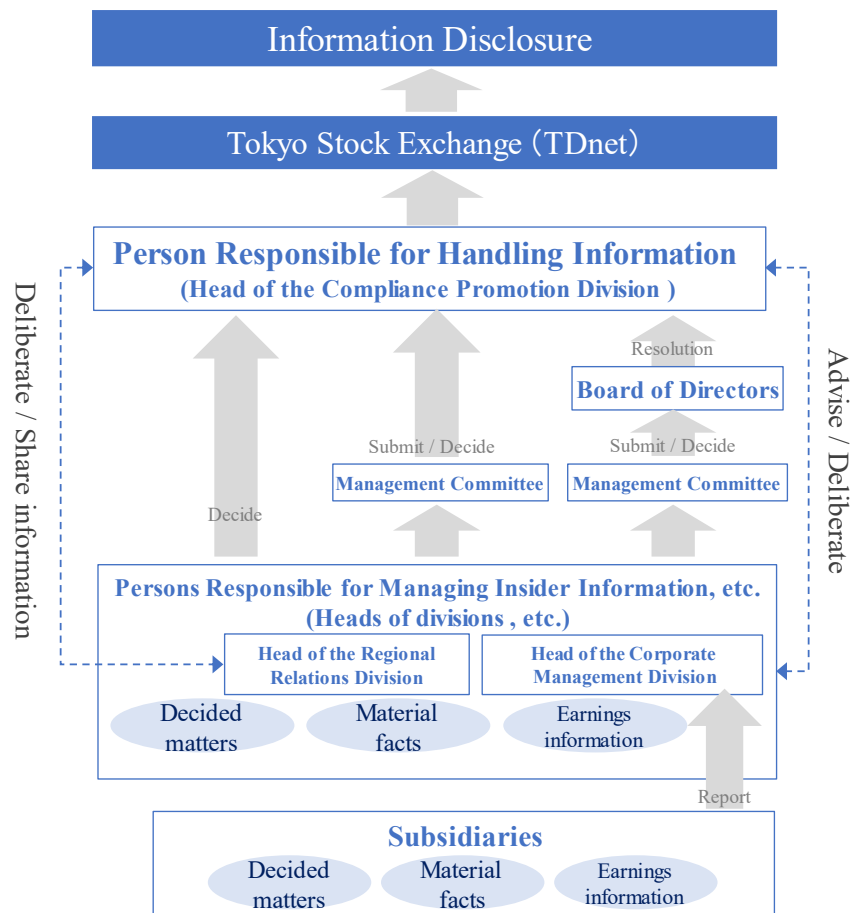 Information Disclosure
Tokyo Stock Exchange（TDnet）
Person Responsible for Handling Information
(Head of the Compliance Promotion Division )
Deliberate / Share information
Advise / Deliberate
Resolution
Board of Directors
Submit / Decide
Submit / Decide
Management Committee
Management Committee
Decide
Persons Responsible for Managing Insider Information, etc.
(Heads of divisions , etc.)
Head of the Regional
Relations Division
Head of the Corporate
Management Division
Decided
matters
Material
facts
Earnings
information
Report
Subsidiaries
Decided
matters
Material
facts
Earnings
information